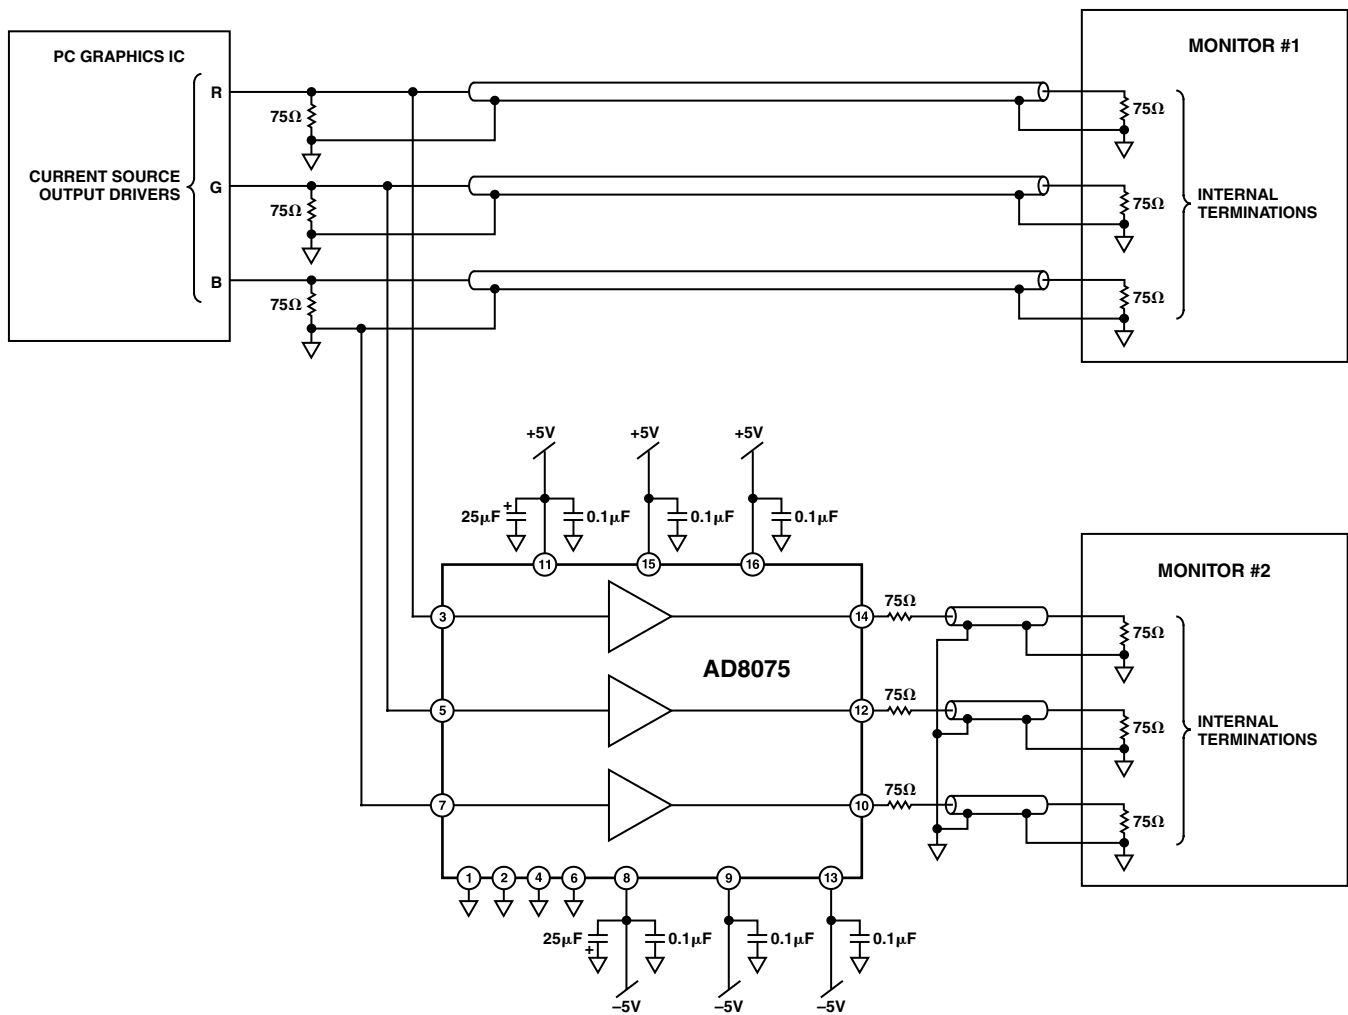 PC GRAPHICS IC
MONITOR #1
R
75Ω
75Ω
CURRENT SOURCE
OUTPUT DRIVERS
G
75Ω
75Ω
INTERNAL
TERMINATIONS
B
75Ω
75Ω
+5V
+5V
+5V
25μF
+
0.1μF
0.1μF
0.1μF
11
15
16
MONITOR #2
3
14
75Ω
75Ω
AD8075
5
12
75Ω
75Ω
INTERNAL
TERMINATIONS
7
10
75Ω
75Ω
1
2
4
6
8
9
13
25μF
+
0.1μF
0.1μF
0.1μF
–5V
–5V
–5V